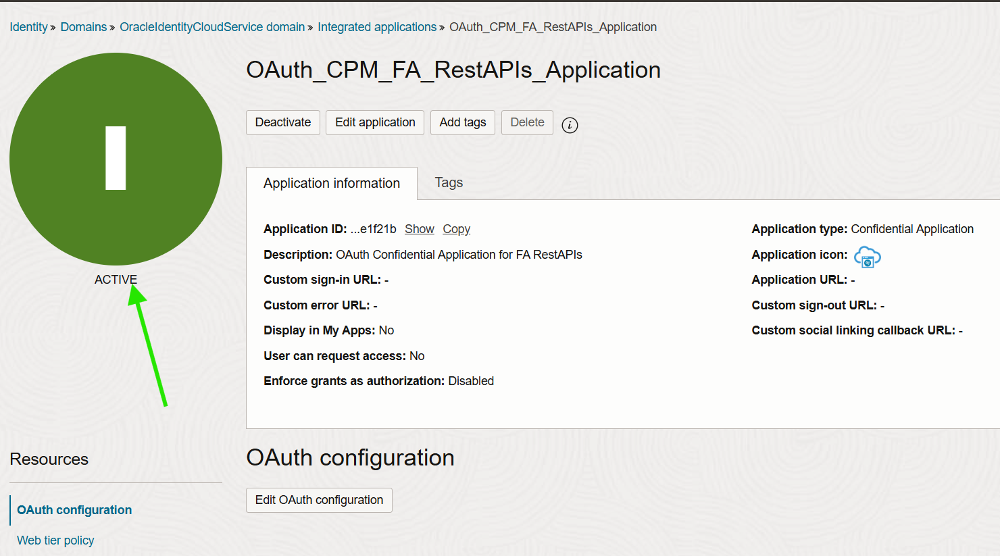 Identity » Domains » OracleIdentityCloudService domain » Integrated applications » OAuth_CPM_FA_RestAPIs_Application
I
ACTIVE
OAuth_CPM_FA_RestAPIs_Application
Deactivate Edit application Add tags Delete i
Application information Tags
Application ID: ...e1f21b Show Copy
Description: OAuth Confidential Application for FA RestAPIs
Custom sign-in URL: -
Custom error URL: -
Display in My Apps: No
User can request access: No
Enforce grants as authorization: Disabled
Application type: Confidential Application
Application icon:
Application URL: -
Custom sign-out URL: -
Custom social linking callback URL: -
Resources
OAuth configuration
Web tier policy
OAuth configuration
Edit OAuth configuration